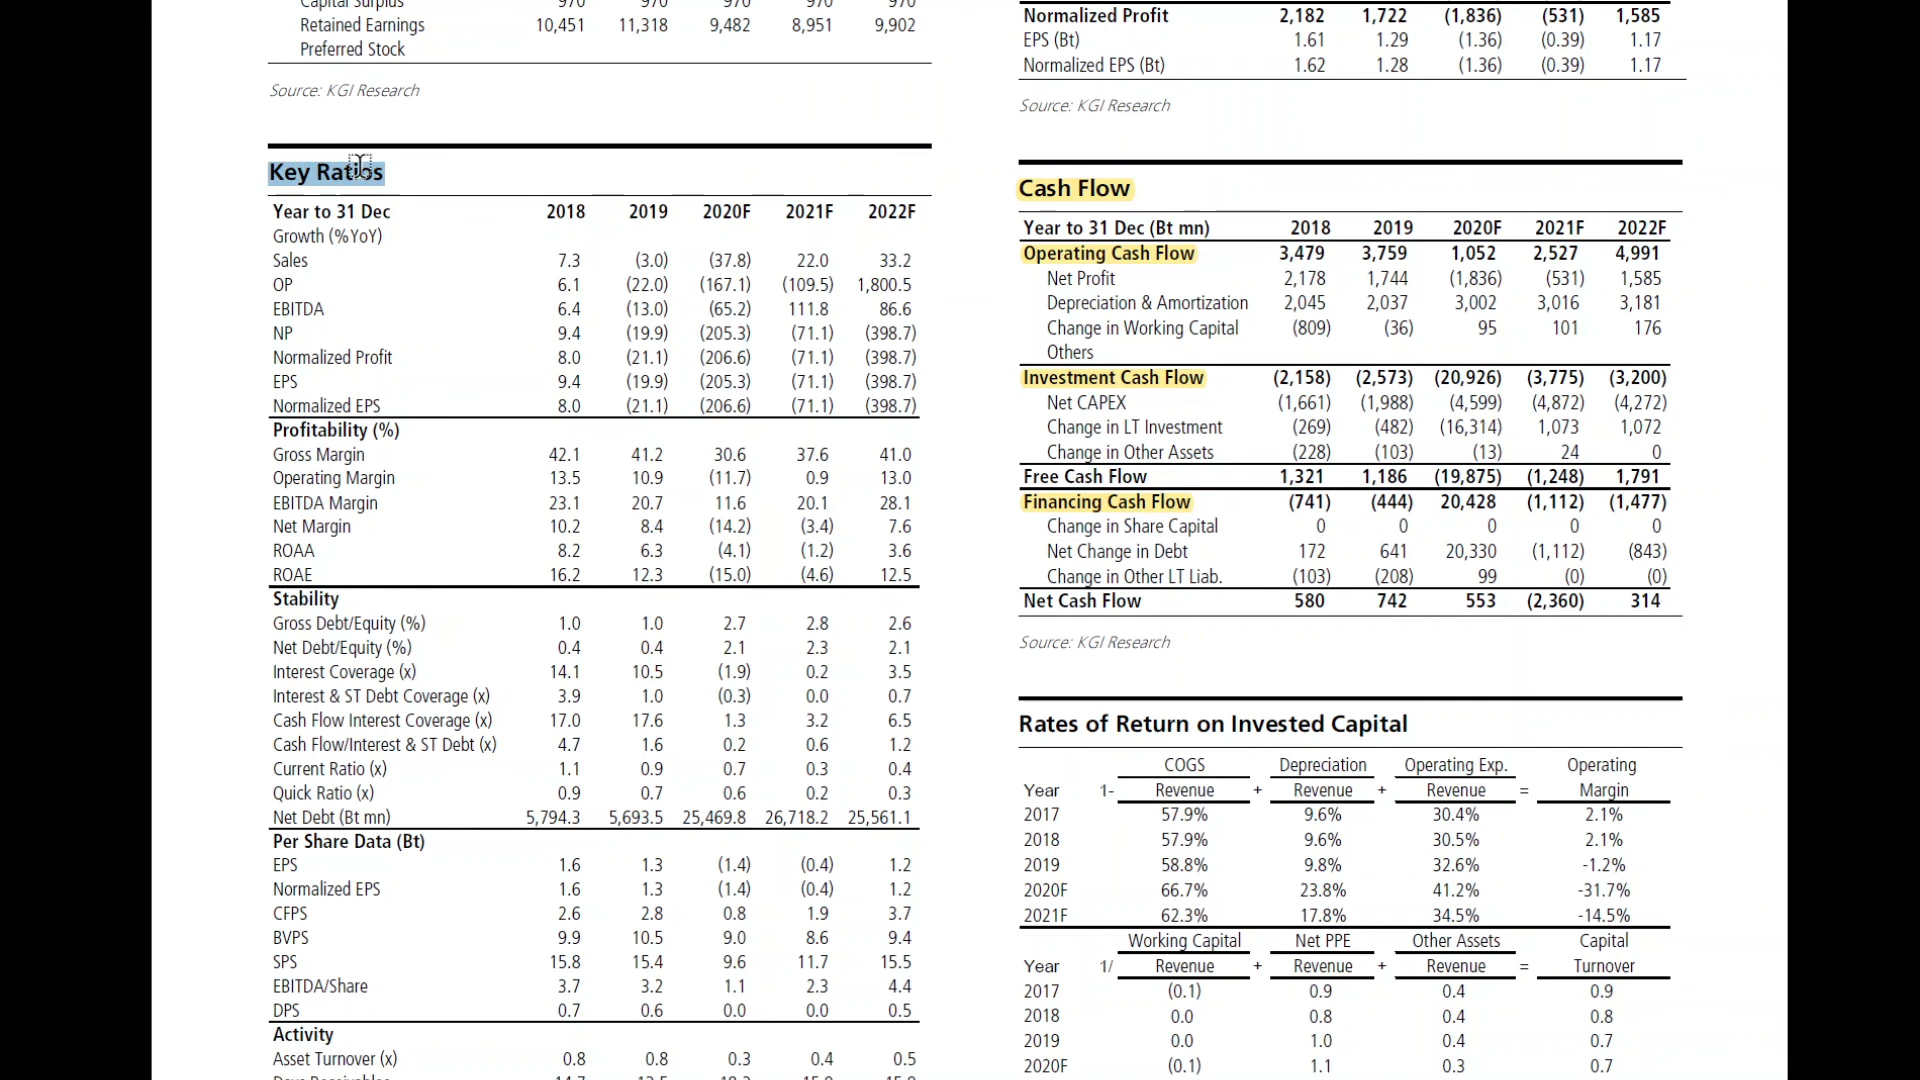 Capital Surplus 970 970 970 970 970
Retained Earnings 10,451 11,318 9,482 8,951 9,902
Preferred Stock
Source: KGI Research
Key Ratios
Year to 31 Dec 2018 2019 2020F 2021F 2022F
Growth (%YoY)
Sales 7.3 (3.0) (37.8) 22.0 33.2
OP 6.1 (22.0) (167.1) (109.5) 1,800.5
EBITDA 6.4 (13.0) (65.2) 111.8 86.6
NP 9.4 (19.9) (205.3) (71.1) (398.7)
Normalized Profit 8.0 (21.1) (206.6) (71.1) (398.7)
EPS 9.4 (19.9) (205.3) (71.1) (398.7)
Normalized EPS 8.0 (21.1) (206.6) (71.1) (398.7)
Profitability (%)
Gross Margin 42.1 41.2 30.6 37.6 41.0
Operating Margin 13.5 10.9 (11.7) 0.9 13.0
EBITDA Margin 23.1 20.7 11.6 20.1 28.1
Net Margin 10.2 8.4 (14.2) (3.4) 7.6
ROAA 8.2 6.3 (4.1) (1.2) 3.6
ROAE 16.2 12.3 (15.0) (4.6) 12.5
Stability
Gross Debt/Equity (%) 1.0 1.0 2.7 2.8 2.6
Net Debt/Equity (%) 0.4 0.4 2.1 2.3 2.1
Interest Coverage (x) 14.1 10.5 (1.9) 0.2 3.5
Interest & ST Debt Coverage (x) 3.9 1.0 (0.3) 0.0 0.7
Cash Flow Interest Coverage (x) 17.0 17.6 1.3 3.2 6.5
Cash Flow/Interest & ST Debt (x) 4.7 1.6 0.2 0.6 1.2
Current Ratio (x) 1.1 0.9 0.7 0.3 0.4
Quick Ratio (x) 0.9 0.7 0.6 0.2 0.3
Net Debt (Bt mn) 5,794.3 5,693.5 25,469.8 26,718.2 25,561.1
Per Share Data (Bt)
EPS 1.6 1.3 (1.4) (0.4) 1.2
Normalized EPS 1.6 1.3 (1.4) (0.4) 1.2
CFPS 2.6 2.8 0.8 1.9 3.7
BVPS 9.9 10.5 9.0 8.6 9.4
SPS 15.8 15.4 9.6 11.7 15.5
EBITDA/Share 3.7 3.2 1.1 2.3 4.4
DPS 0.7 0.6 0.0 0.0 0.5
Activity
Asset Turnover (x) 0.8 0.8 0.3 0.4 0.5
Normalized Profit 2,182 1,722 (1,836) (531) 1,585
EPS (Bt) 1.61 1.29 (1.36) (0.39) 1.17
Normalized EPS (Bt) 1.62 1.28 (1.36) (0.39) 1.17
Source: KGI Research
Cash Flow
Year to 31 Dec (Bt mn) 2018 2019 2020F 2021F 2022F
Operating Cash Flow 3,479 3,759 1,052 2,527 4,991
Net Profit 2,178 1,744 (1,836) (531) 1,585
Depreciation & Amortization 2,045 2,037 3,002 3,016 3,181
Change in Working Capital (809) (36) 95 101 176
Others
Investment Cash Flow (2,158) (2,573) (20,926) (3,775) (3,200)
Net CAPEX (1,661) (1,988) (4,599) (4,872) (4,272)
Change in LT Investment (269) (482) (16,314) 1,073 1,072
Change in Other Assets (228) (103) (13) 24 0
Free Cash Flow 1,321 1,186 (19,875) (1,248) 1,791
Financing Cash Flow (741) (444) 20,428 (1,112) (1,477)
Change in Share Capital 0 0 0 0 0
Net Change in Debt 172 641 20,330 (1,112) (843)
Change in Other LT Liab. (103) (208) 99 (0) (0)
Net Cash Flow 580 742 553 (2,360) 314
Source: KGI Research
Rates of Return on Invested Capital
COGS Depreciation Operating Exp. Operating
Year 1- Revenue + Revenue + Revenue = Margin
2017 57.9% 9.6% 30.4% 2.1%
2018 57.9% 9.6% 30.5% 2.1%
2019 58.8% 9.8% 32.6% -1.2%
2020F 66.7% 23.8% 41.2% -31.7%
2021F 62.3% 17.8% 34.5% -14.5%
Working Capital Net PPE Other Assets Capital
Year 1/ Revenue + Revenue + Revenue = Turnover
2017 (0.1) 0.9 0.4 0.9
2018 0.0 0.8 0.4 0.8
2019 0.0 1.0 0.4 0.7
2020F (0.1) 1.1 0.3 0.7